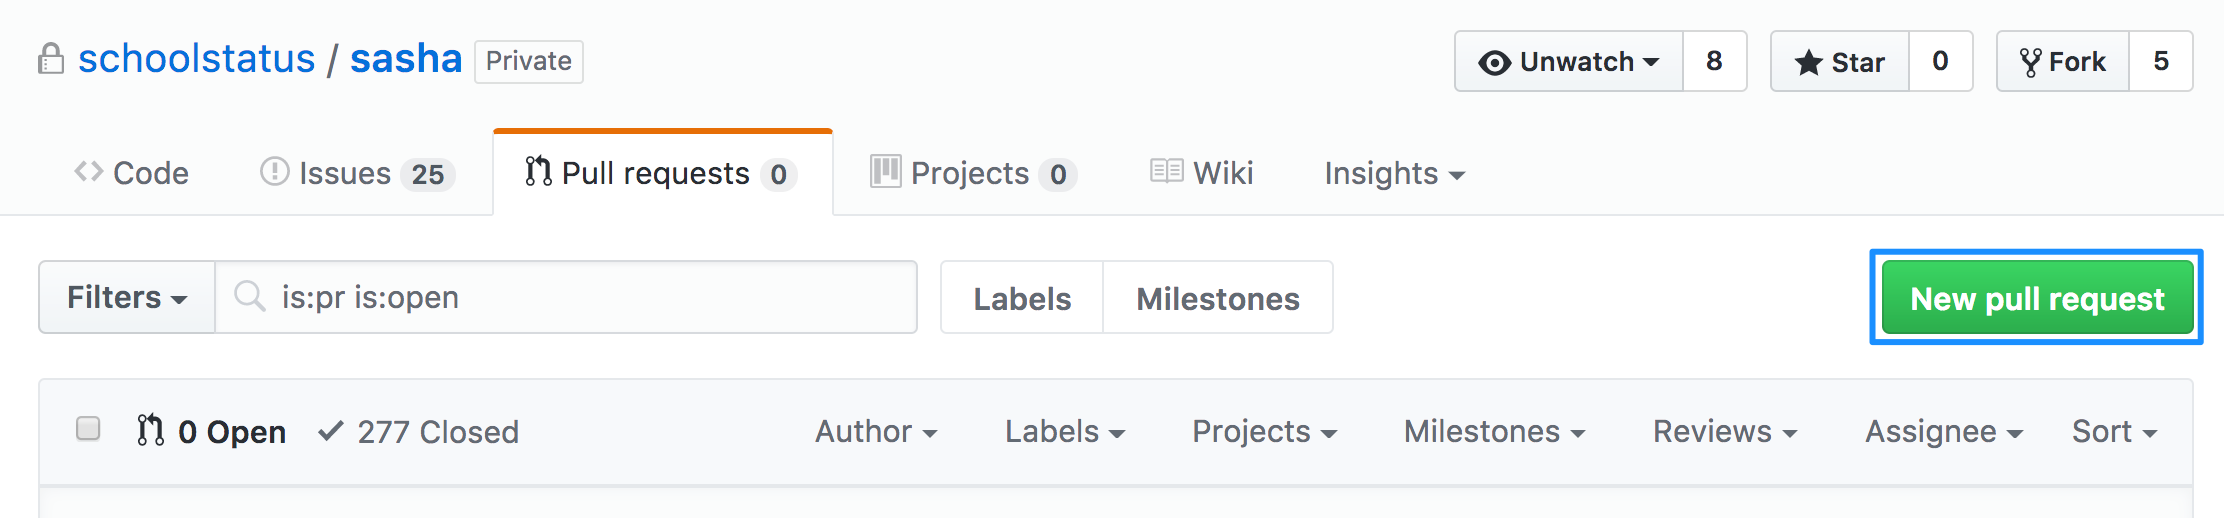 schoolstatus / sasha Private Unwatch 8 Star 0 Fork 5
Code Issues 25 Pull requests 0 Projects 0 Wiki Insights
Filters is:pr is:open Labels Milestones New pull request
0 Open 277 Closed Author Labels Projects Milestones Reviews Assignee Sort